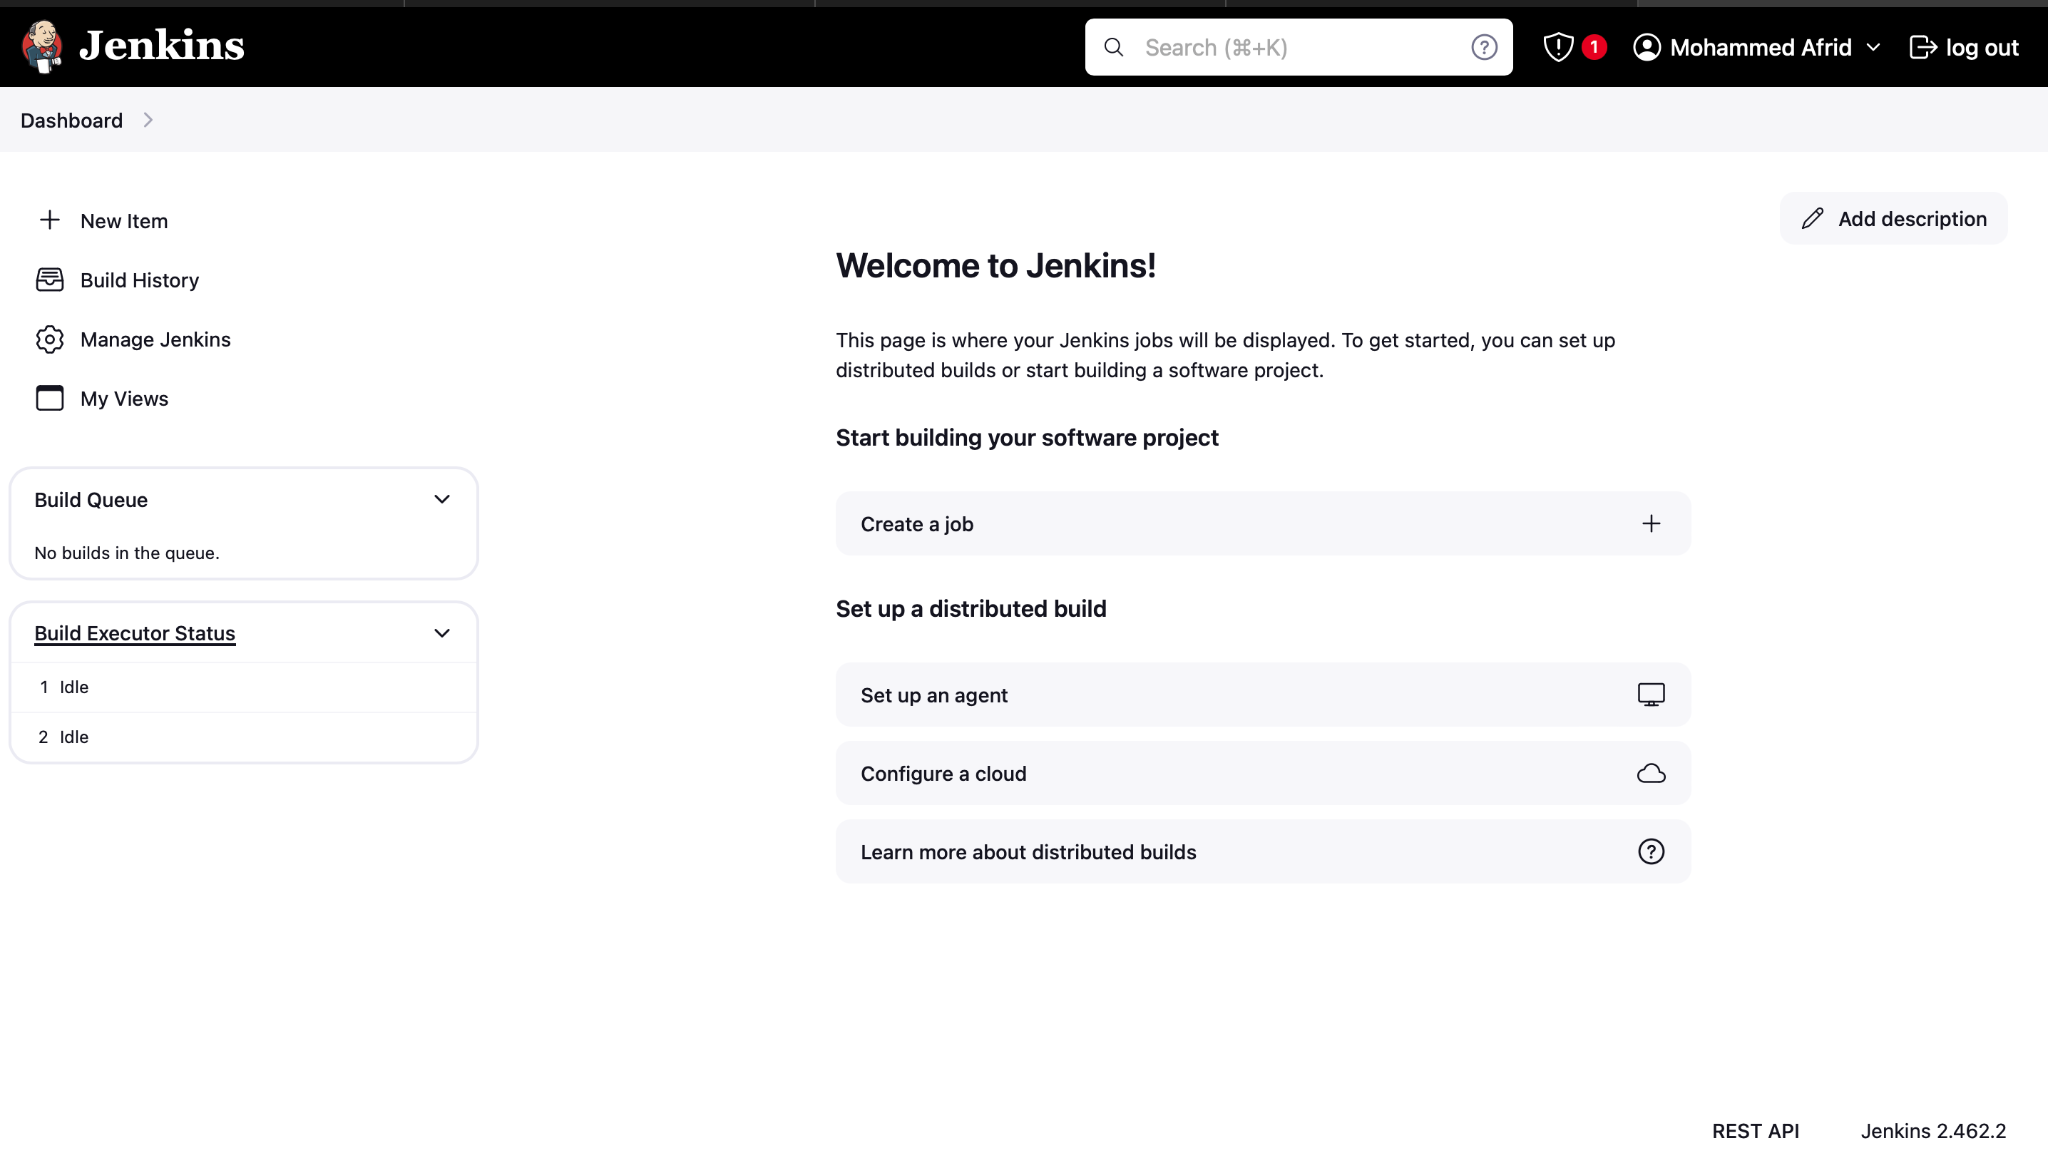 Jenkins
Search (⌘+K)
1
Mohammed Afrid
log out
Dashboard
New Item
Build History
Manage Jenkins
My Views
Build Queue
No builds in the queue.
Build Executor Status
1 Idle
2 Idle
Add description
Welcome to Jenkins!
This page is where your Jenkins jobs will be displayed. To get started, you can set up
distributed builds or start building a software project.
Start building your software project
Create a job
Set up a distributed build
Set up an agent
Configure a cloud
Learn more about distributed builds
REST API
Jenkins 2.462.2